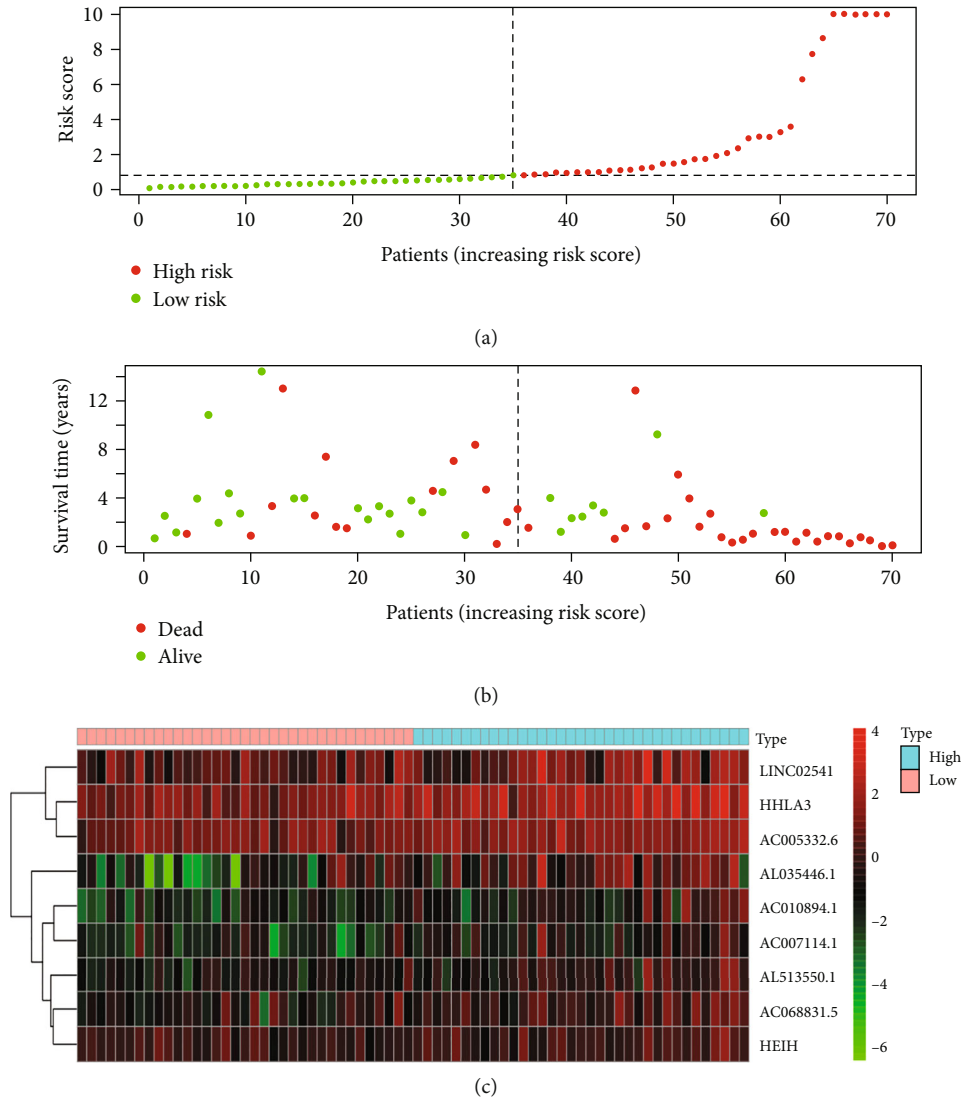 10
8
6
4
2
0
Risk score
0 10 20 30 40 50 60 70
Patients (increasing risk score)
High risk
Low risk
(a)
12
8
4
0
Survival time (years)
0 10 20 30 40 50 60 70
Patients (increasing risk score)
Dead
Alive
(b)
Type
LINC02541
HHLA3
AC005332.6
AL035446.1
AC010894.1
AC007114.1
AL513550.1
AC068831.5
HEIH
4
2
0
−2
−4
−6
Type
High
Low
(c)